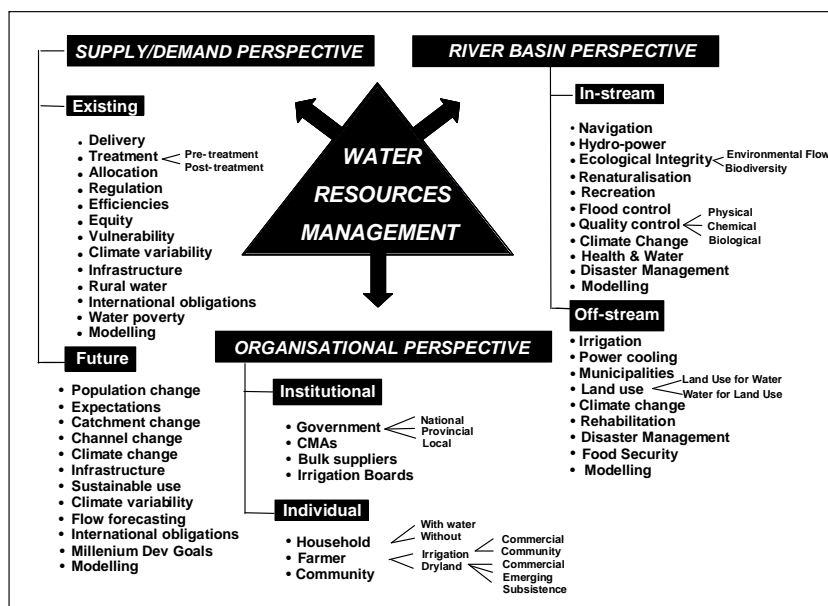 SUPPLY/DEMAND PERSPECTIVE
Existing
• Delivery
• Treatment
Pre-treatment
Post-treatment
• Allocation
• Regulation
• Efficiencies
• Equity
• Vulnerability
• Climate variability
• Infrastructure
• Rural water
• International obligations
• Water poverty
• Modelling
Future
• Population change
• Expectations
• Catchment change
• Channel change
• Climate change
• Infrastructure
• Sustainable use
• Climate variability
• Flow forecasting
• International obligations
• Millenium Dev Goals
• Modelling
WATER
RESOURCES
MANAGEMENT
RIVER BASIN PERSPECTIVE
In-stream
• Navigation
• Hydro-power
• Ecological Integrity
Environmental Flow
Biodiversity
• Renaturalisation
• Recreation
• Flood control
• Quality control
Physical
Chemical
Biological
• Climate Change
• Health & Water
• Disaster Management
• Modelling
Off-stream
• Irrigation
• Power cooling
• Municipalities
• Land use
Land Use for Water
Water for Land Use
• Climate change
• Rehabilitation
• Disaster Management
• Food Security
• Modelling
ORGANISATIONAL PERSPECTIVE
Institutional
• Government
National
Provincial
Local
• CMAs
• Bulk suppliers
• Irrigation Boards
Individual
• Household
With water
Without
• Farmer
Irrigation
Commercial
Community
Dryland
Commercial
Emerging
Subsistence
• Community